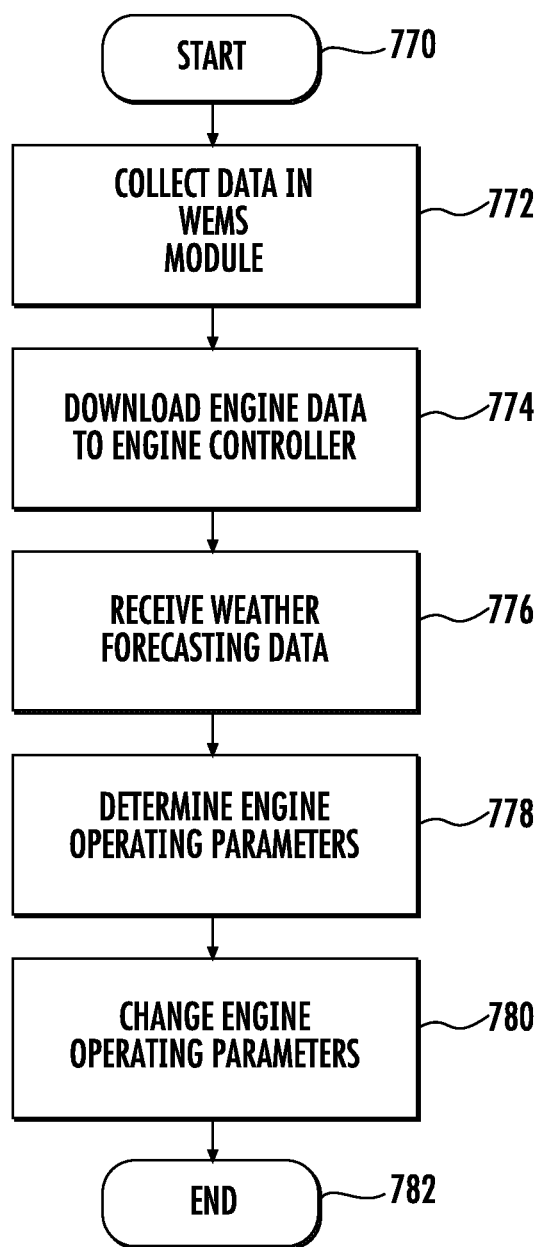 START
770
COLLECT DATA IN
WEMS
MODULE
772
DOWNLOAD ENGINE DATA
TO ENGINE CONTROLLER
774
RECEIVE WEATHER
FORECASTING DATA
776
DETERMINE ENGINE
OPERATING PARAMETERS
778
CHANGE ENGINE
OPERATING PARAMETERS
780
END
782